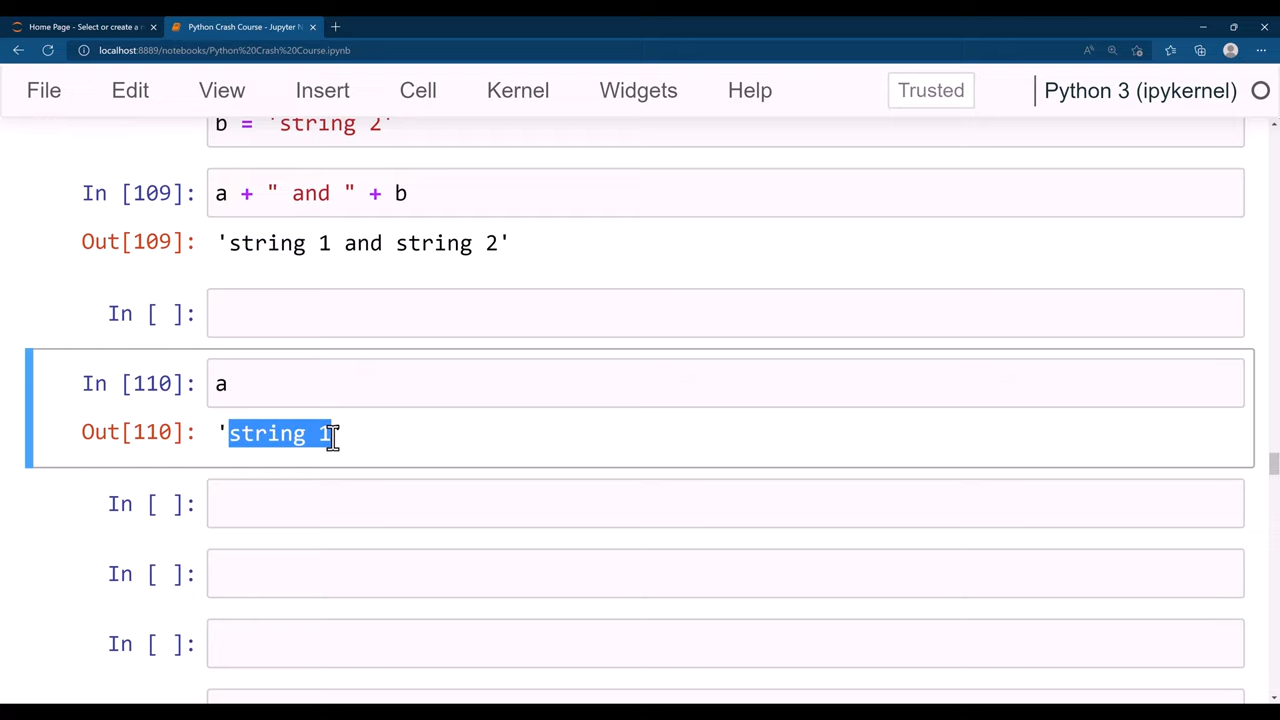 Home Page - Select or create a n
Python Crash Course - Jupyter N
localhost:8889/notebooks/Python%20Crash%20Course.ipynb
File Edit View Insert Cell Kernel Widgets Help Trusted Python 3 (ipykernel)
b = 'string 2'
In [109]: a + " and " + b
Out[109]: 'string 1 and string 2'
In [ ]:
In [110]: a
Out[110]: 'string 1
In [ ]:
In [ ]:
In [ ]: